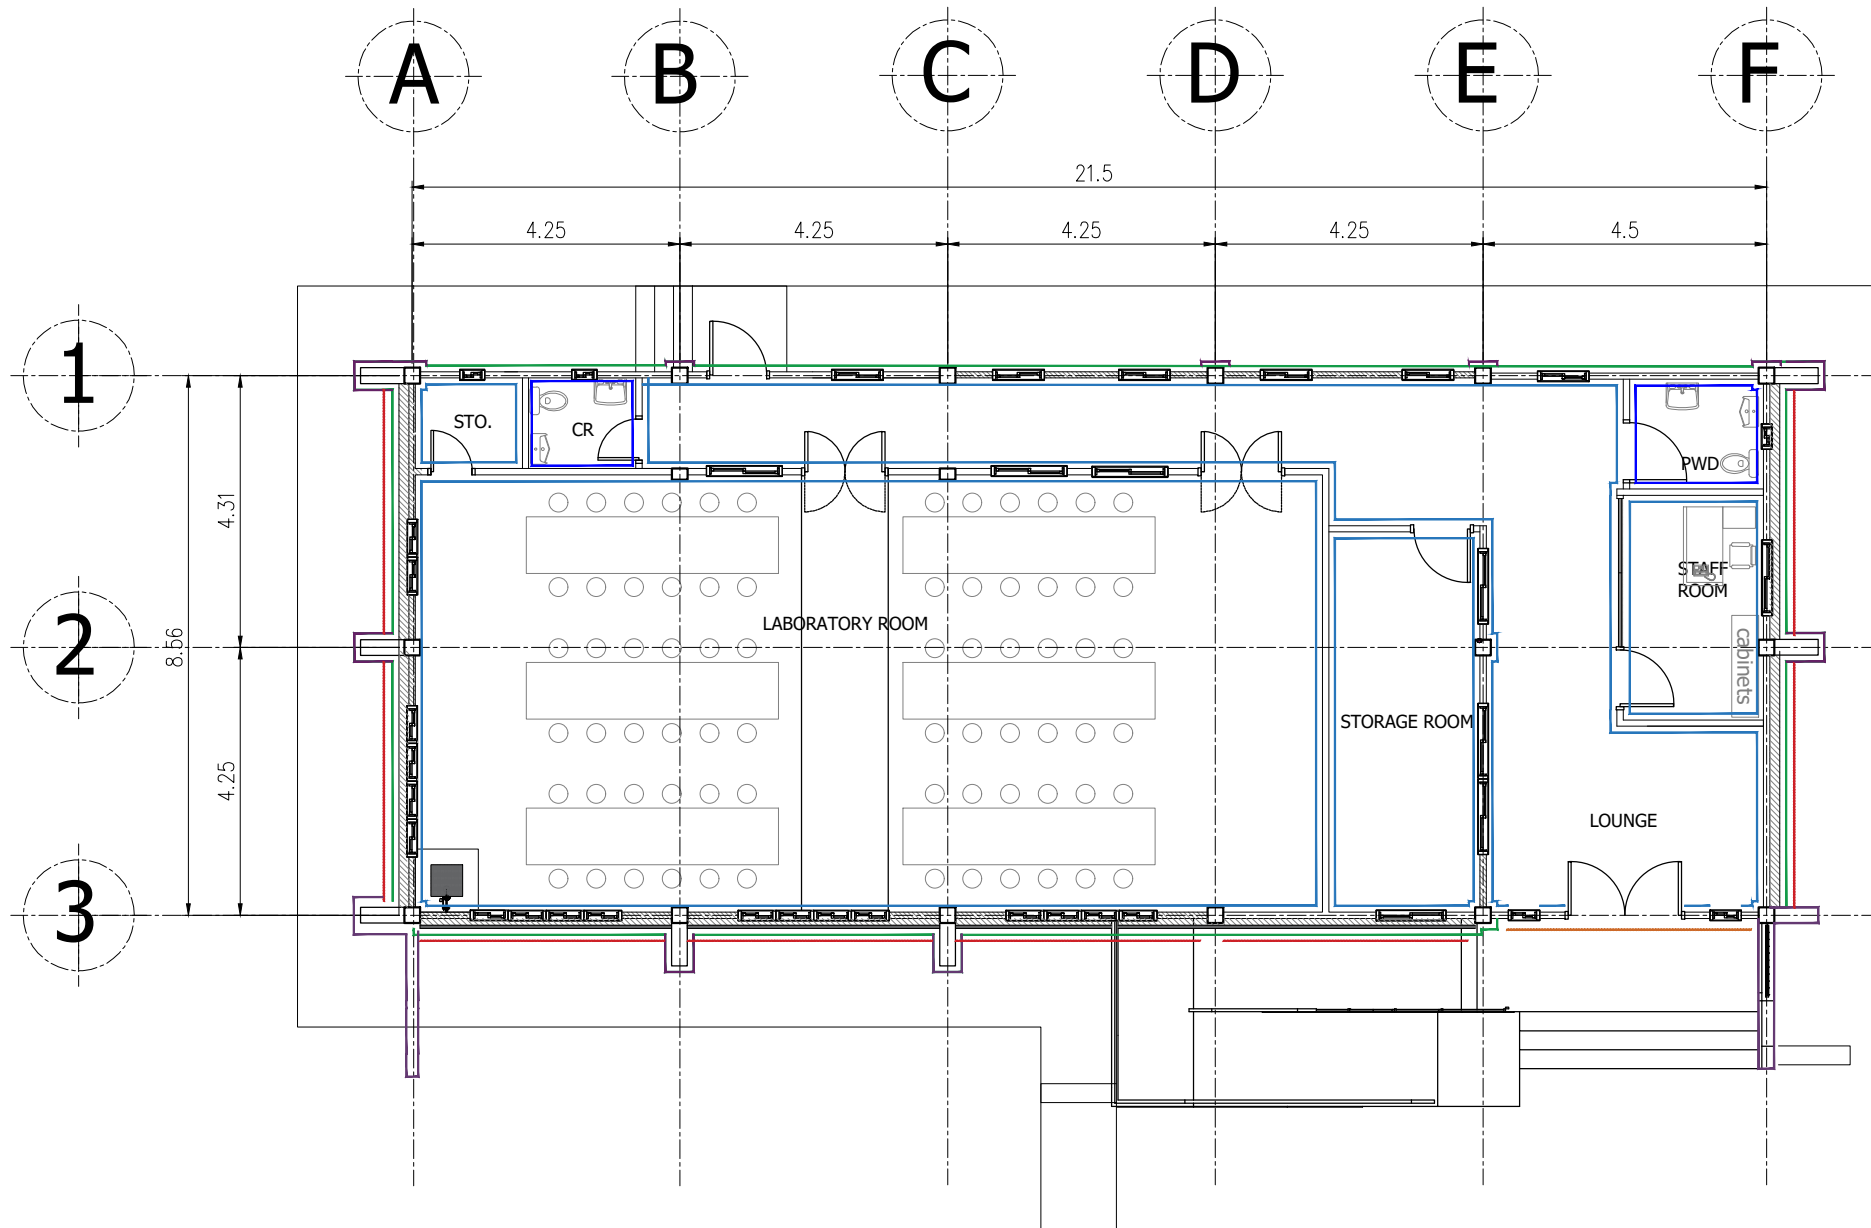 A B C D E F
21.5
4.25 4.25 4.25 4.25 4.5
1
STO.
CR
PWD
4.31
STAFF
ROOM
LABORATORY ROOM
2
8.56
cabinets
STORAGE ROOM
4.25
LOUNGE
3